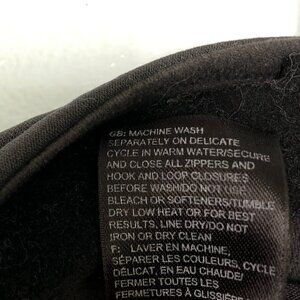 GB: MACHINE WASH
SEPARATELY ON DELICATE
CYCLE IN WARM WATER/SECURE
AND CLOSE ALL ZIPPERS AND
HOOK AND LOOP CLOSURES
BEFORE WASH/DO NOT USE
BLEACH OR SOFTENERS/TUMBLE
DRY LOW HEAT OR FOR BEST
RESULTS, LINE DRY/DO NOT
IRON OR DRY CLEAN
F: LAVER EN MACHINE,
SÉPARER LES COULEURS, CYCLE
DÉLICAT, EN EAU CHAUDE/
FERMER TOUTES LES
FERMETURES À GLISSIÈRE